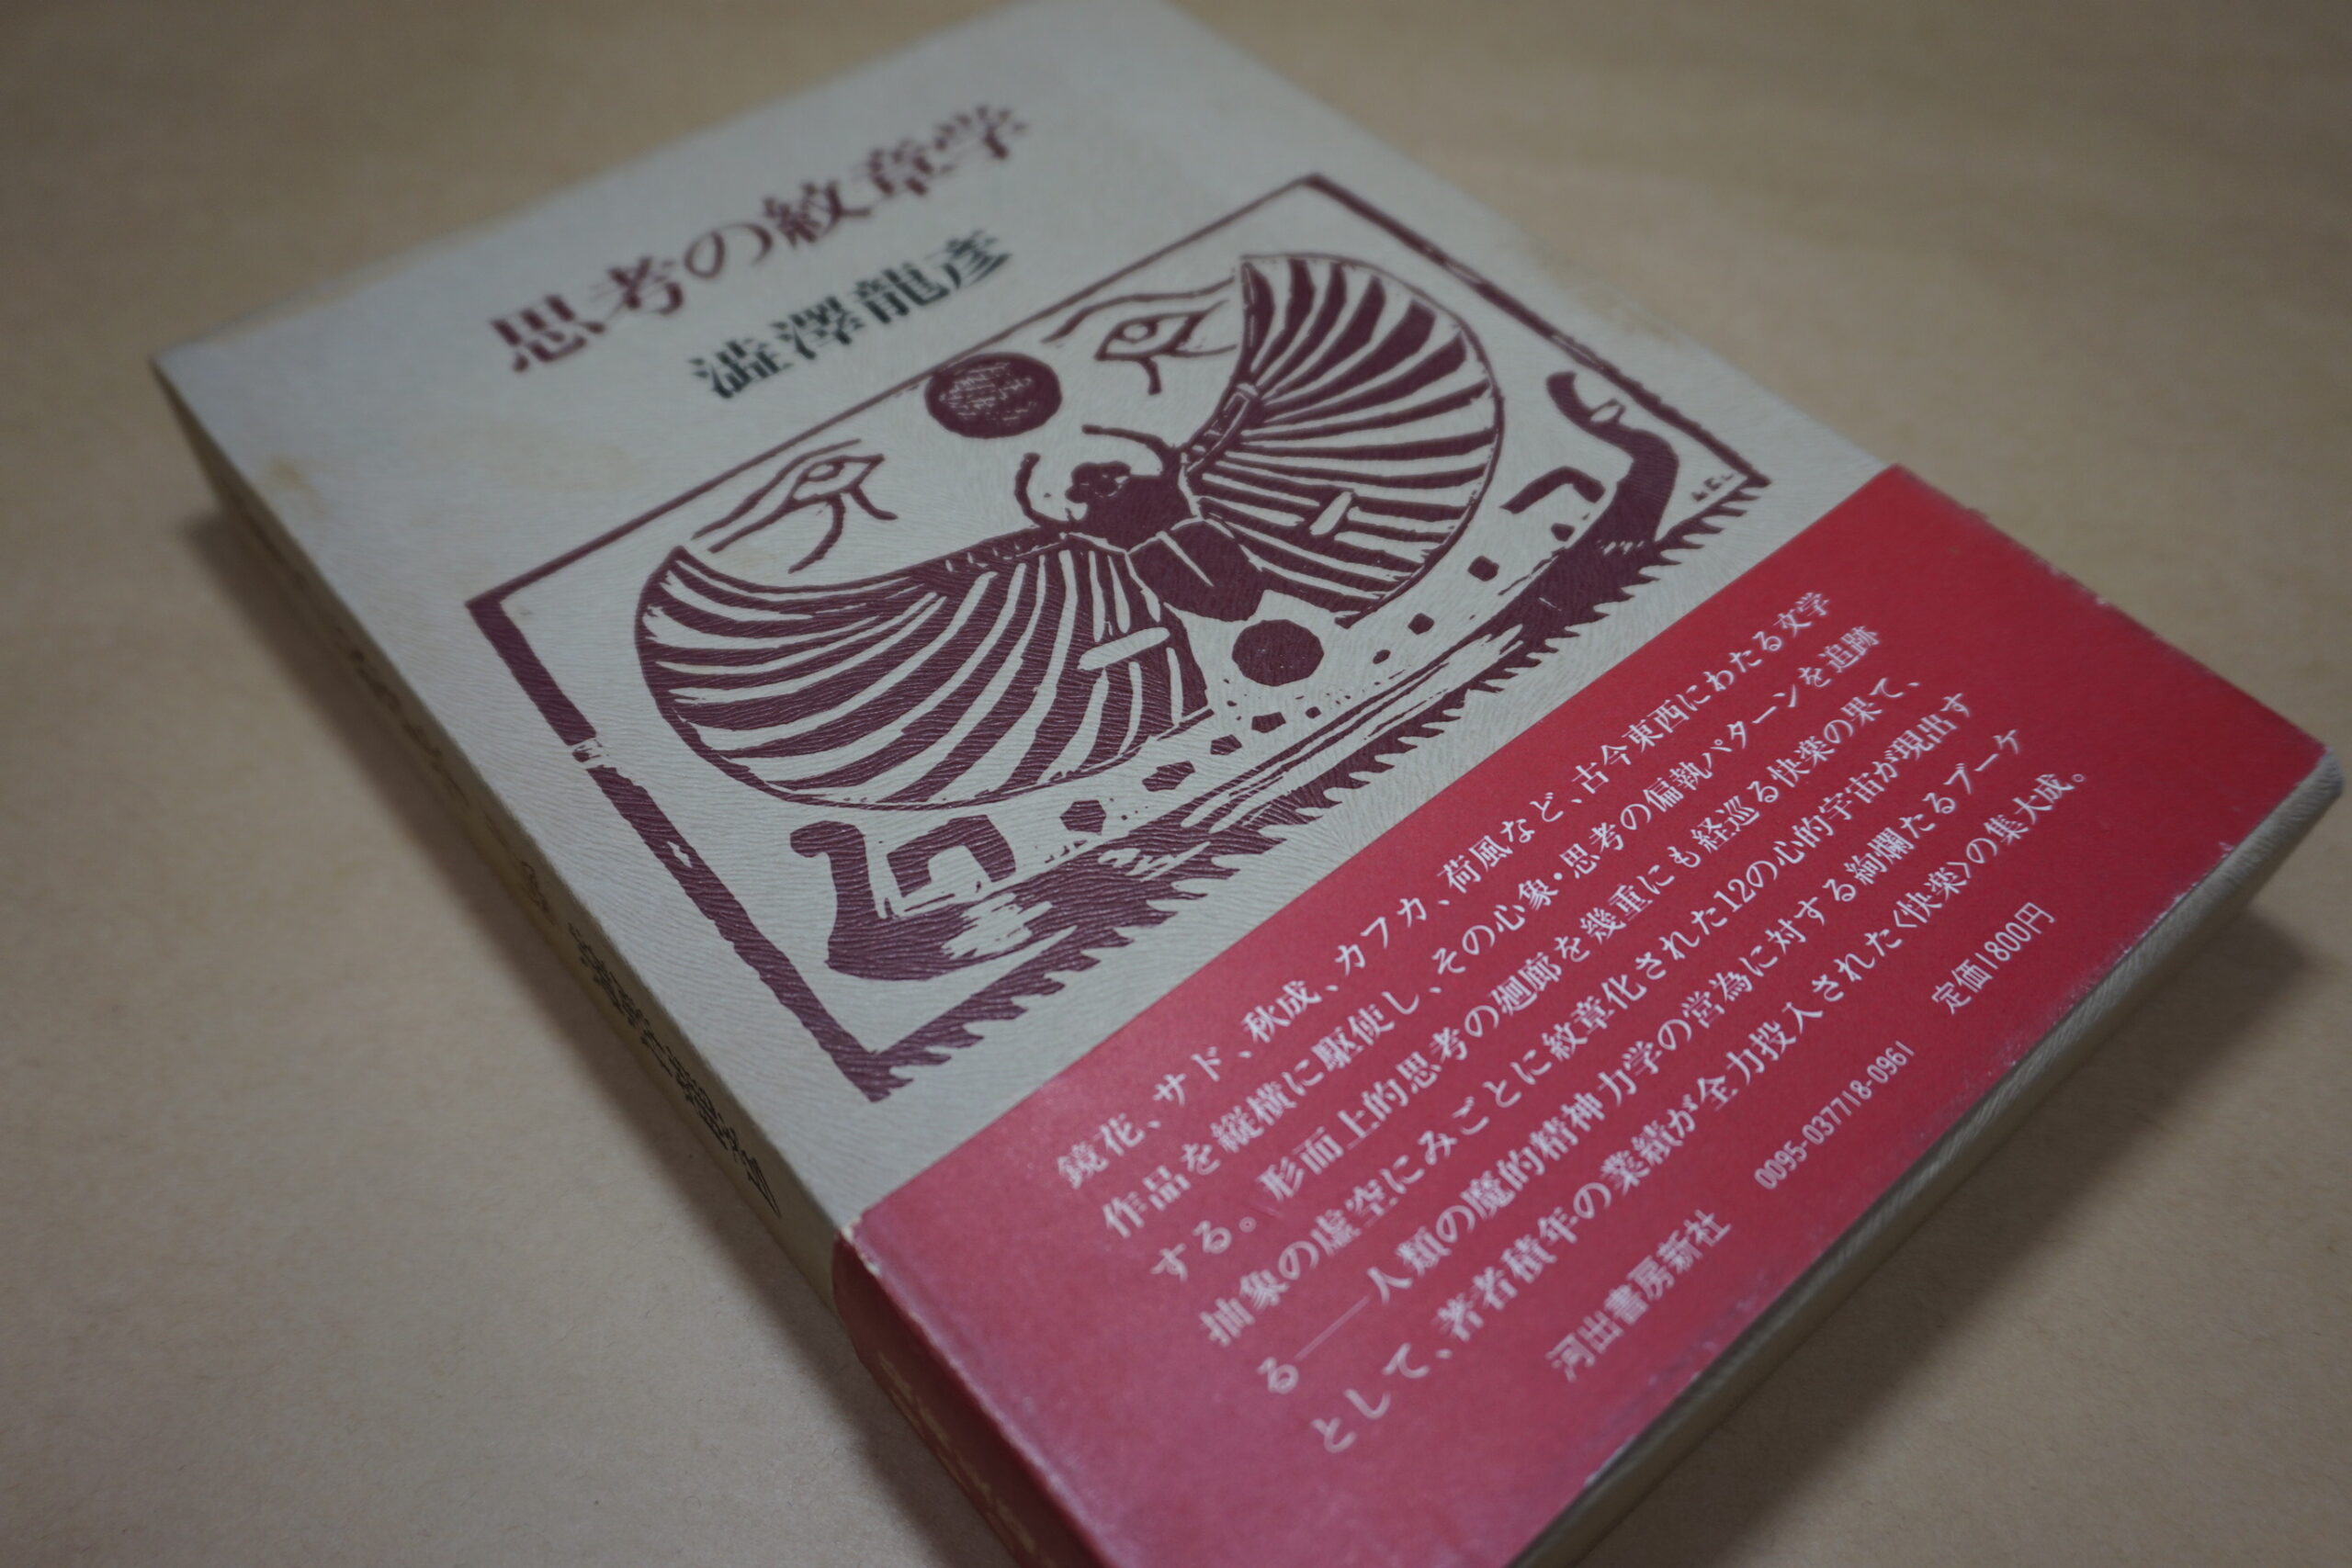 思考の紋章学
澁澤龍彦
鏡花、サド、秋成、カフカ、荷風など、古今東西にわたる文学
作品を縦横に駆使し、その心象・思考の偏執パターンを追跡
する。形而上的思考の廻廊を幾重にも経巡る快楽の果て、
抽象の虚空にみごとに紋章化された12の心的宇宙が現出す
る――人類の魔的精神力学の営為に対する絢爛たるブーケ
として、著者積年の業績が全力投入された〈快楽〉の集大成。
河出書房新社
0095-037718-0961
定価1800円